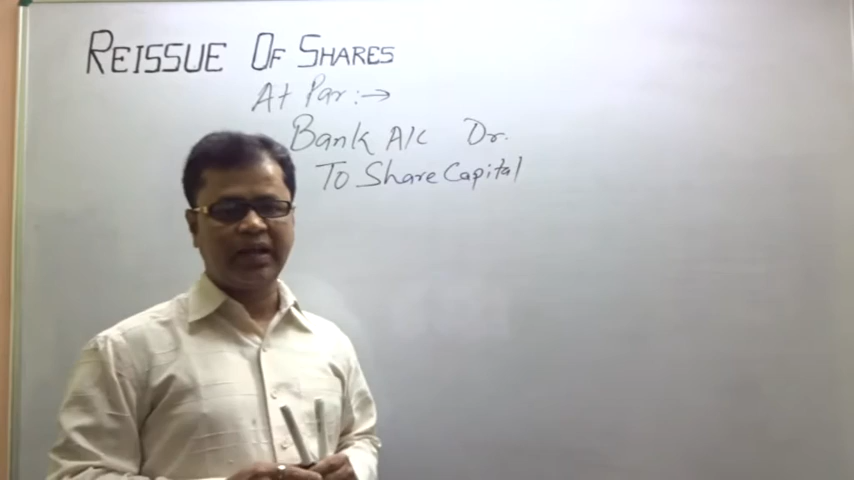 REISSUE OF SHARES
At Par :→
Bank A/c Dr.
To Share Capital